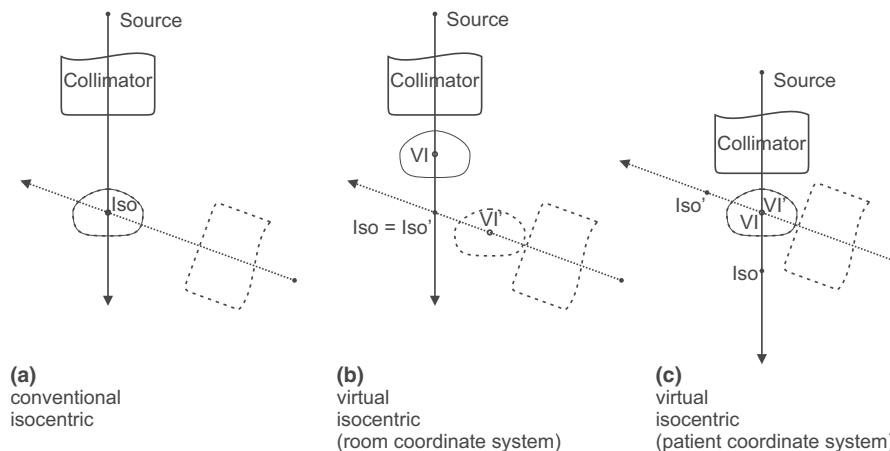 Source
Collimator
Iso
(a)
conventional
isocentric
Source
Collimator
VI
Iso = Iso’
VI’
(b)
virtual
isocentric
(room coordinate system)
Source
Collimator
Iso’
VI’
VI
Iso
(c)
virtual
isocentric
(patient coordinate system)